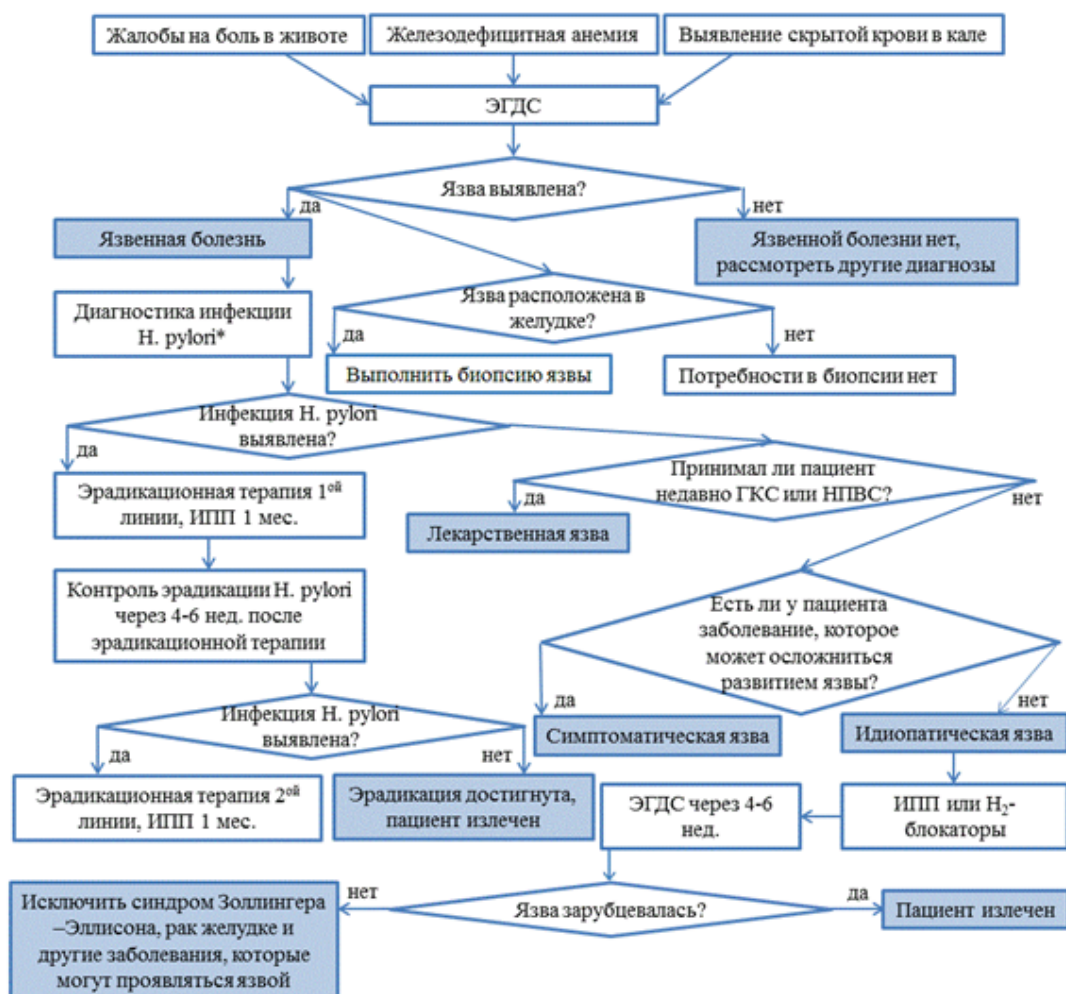 Жалобы на боль в животе
Железодефицитная анемия
Выявление скрытой крови в кале
ЭГДС
Язва выявлена?
да
нет
Язвенная болезнь
Язвенной болезни нет,
рассмотреть другие диагнозы
Диагностика инфекции
H. pylori*
Язва расположена в
желудке?
да
нет
Выполнить биопсию язвы
Потребности в биопсии нет
Инфекция H. pylori
выявлена?
да
Принимал ли пациент
недавно ГКС или НПВС?
да
нет
Эрадикационная терапия 1ой
линии, ИПП 1 мес.
Лекарственная язва
Контроль эрадикации H. pylori
через 4-6 нед. после
эрадикационной терапии
Есть ли у пациента
заболевание, которое
может осложниться
развитием язвы?
да
нет
Инфекция H. pylori
выявлена?
да
нет
Симптоматическая язва
Идиопатическая язва
Эрадикационная терапия 2ой
линии, ИПП 1 мес.
Эрадикация достигнута,
пациент излечен
ЭГДС через 4-6
нед.
ИПП или H2-
блокаторы
Язва зарубцевалась?
нет
да
Исключить синдром Золлингера
–Эллисона, рак желудке и
другие заболевания, которые
могут проявляться язвой
Пациент излечен